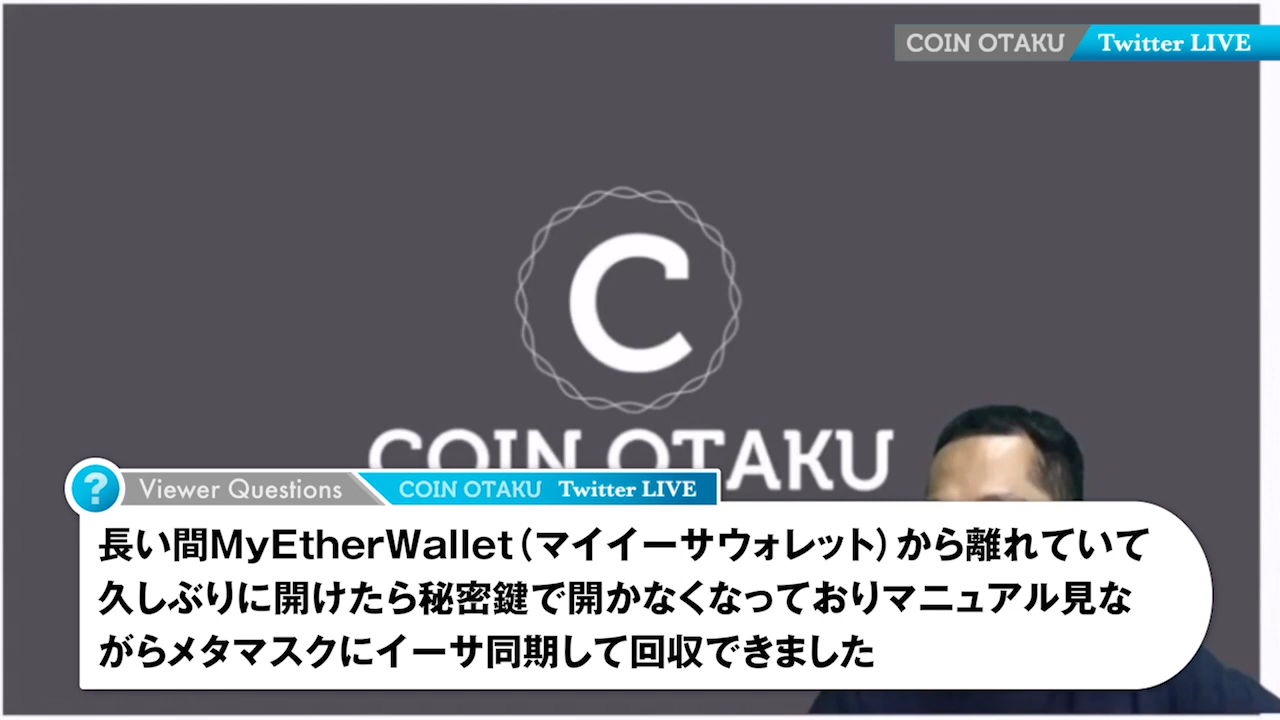 COIN OTAKU Twitter LIVE
C
COIN OTAKU
? Viewer Questions COIN OTAKU Twitter LIVE
長い間MyEtherWallet(マイイーサウォレット)から離れていて
久しぶりに開けたら秘密鍵で開かなくなっておりマニュアル見な
がらメタマスクにイーサ同期して回収できました